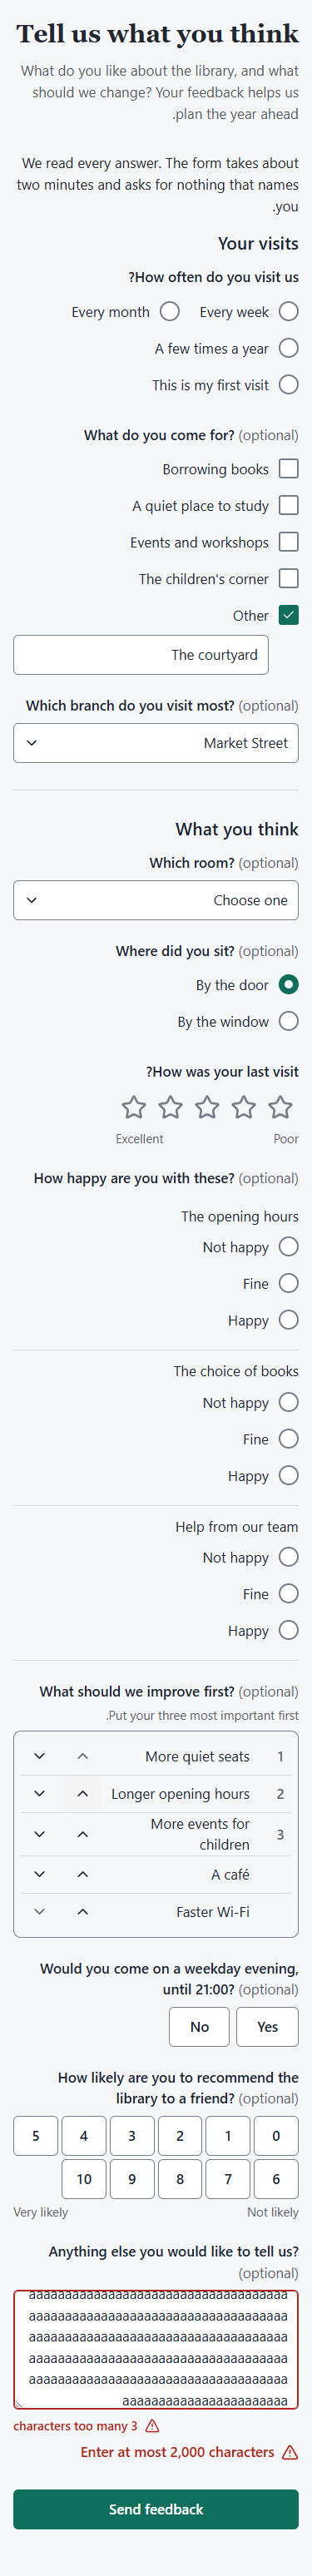 Tell us what you think
What do you like about the library, and what
should we change? Your feedback helps us
.plan the year ahead
We read every answer. The form takes about
two minutes and asks for nothing that names
.you
Your visits
?How often do you visit us
Every week
Every month
A few times a year
This is my first visit
What do you come for? (optional)
Borrowing books
A quiet place to study
Events and workshops
The children's corner
Other
The courtyard
Which branch do you visit most? (optional)
Market Street
What you think
Which room? (optional)
Choose one
Where did you sit? (optional)
By the door
By the window
?How was your last visit
Poor
Excellent
How happy are you with these? (optional)
The opening hours
Not happy
Fine
Happy
The choice of books
Not happy
Fine
Happy
Help from our team
Not happy
Fine
Happy
What should we improve first? (optional)
.Put your three most important first
1 More quiet seats
2 Longer opening hours
3 More events for
children
A café
Faster Wi-Fi
Would you come on a weekday evening,
until 21:00? (optional)
Yes
No
How likely are you to recommend the
library to a friend? (optional)
0 1 2 3 4 5
6 7 8 9 10
Not likely
Very likely
Anything else you would like to tell us?
(optional)
aaaaaaaaaaaaaaaaaaaaaaaaaaaaaaaaaaaa
aaaaaaaaaaaaaaaaaaaaaaaaaaaaaaaaaaaa
aaaaaaaaaaaaaaaaaaaaaaaaaaaaaaaaaaaa
aaaaaaaaaaaaaaaaaaaaaaaaaaaaaaaaaaaa
aaaaaaaaaaaaaaaaaaaaaaaaaaaaaaaaaaaa
aaaaaaaaaaaaaaaaaaaaaaa
characters too many 3
Enter at most 2,000 characters
Send feedback